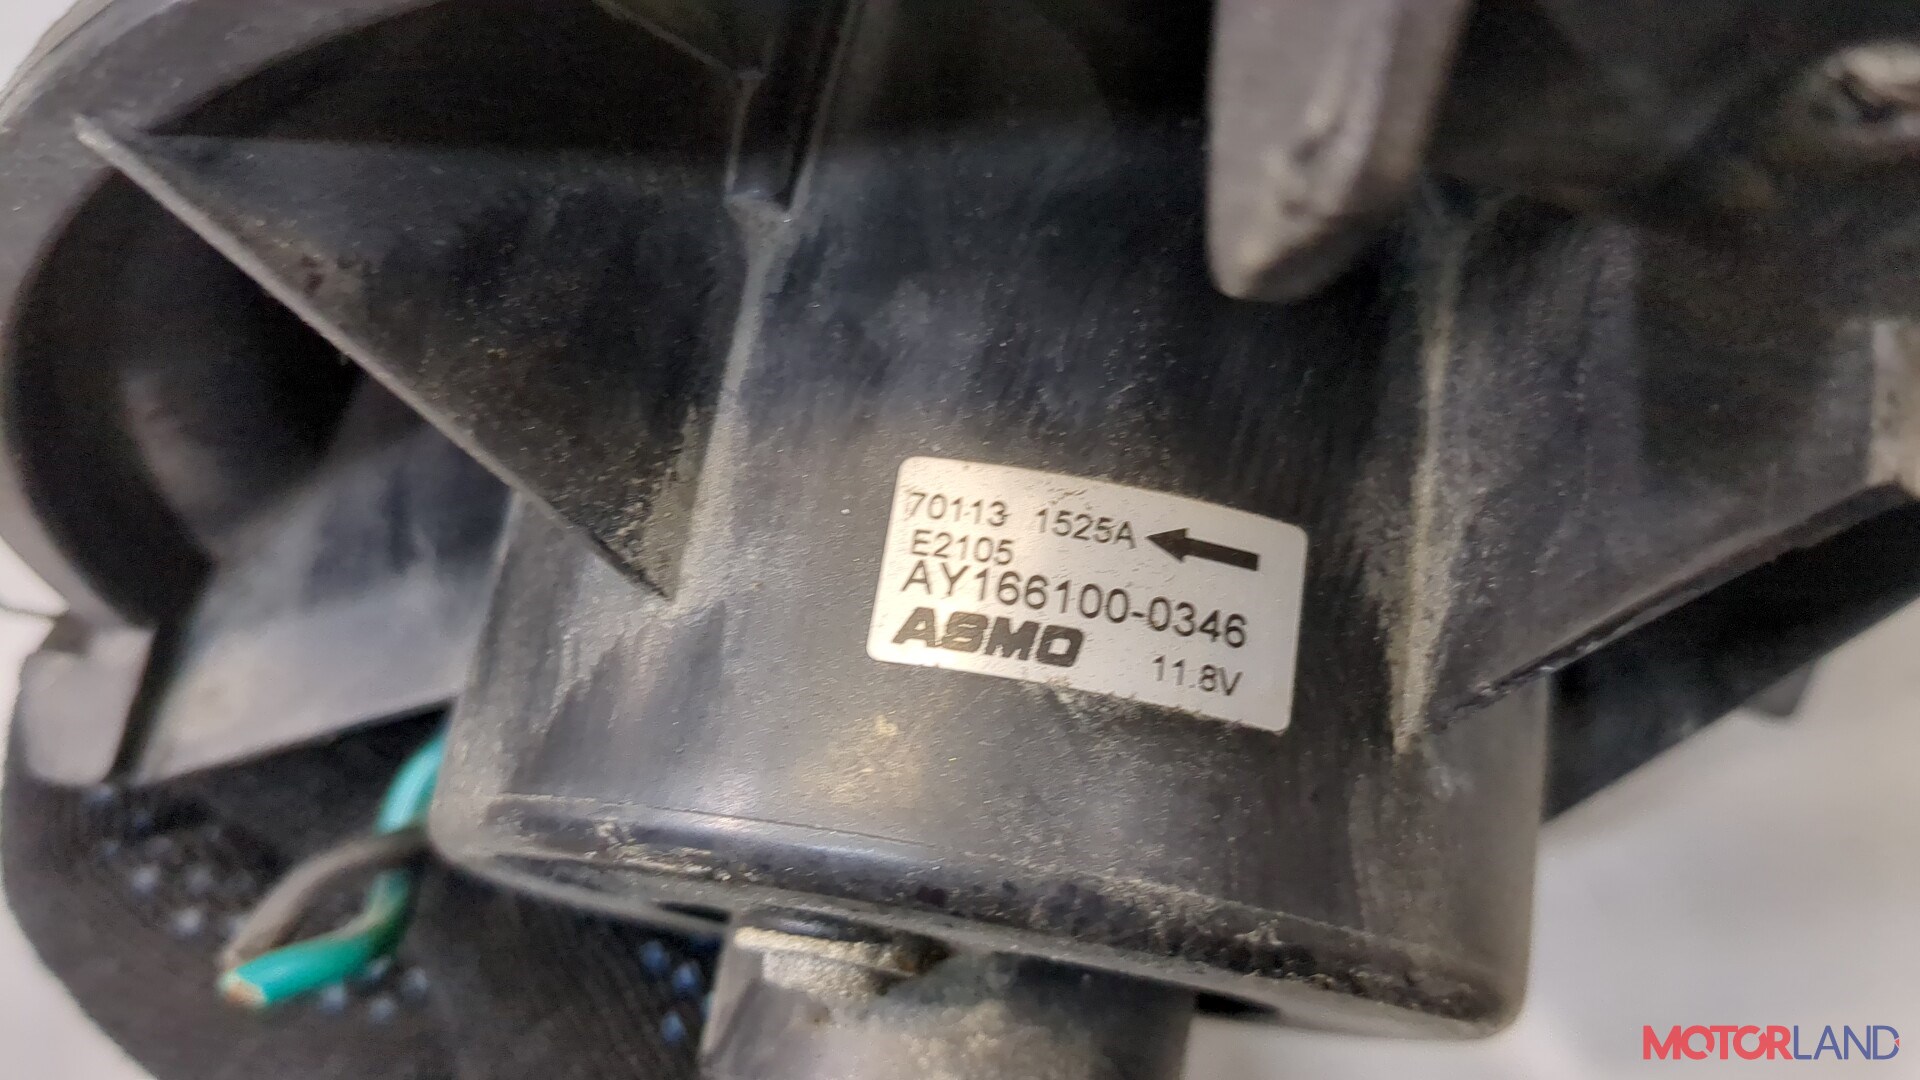 70113 1525A
E2105
AY166100-0346
ASMO 11.8V
MOTORLAND